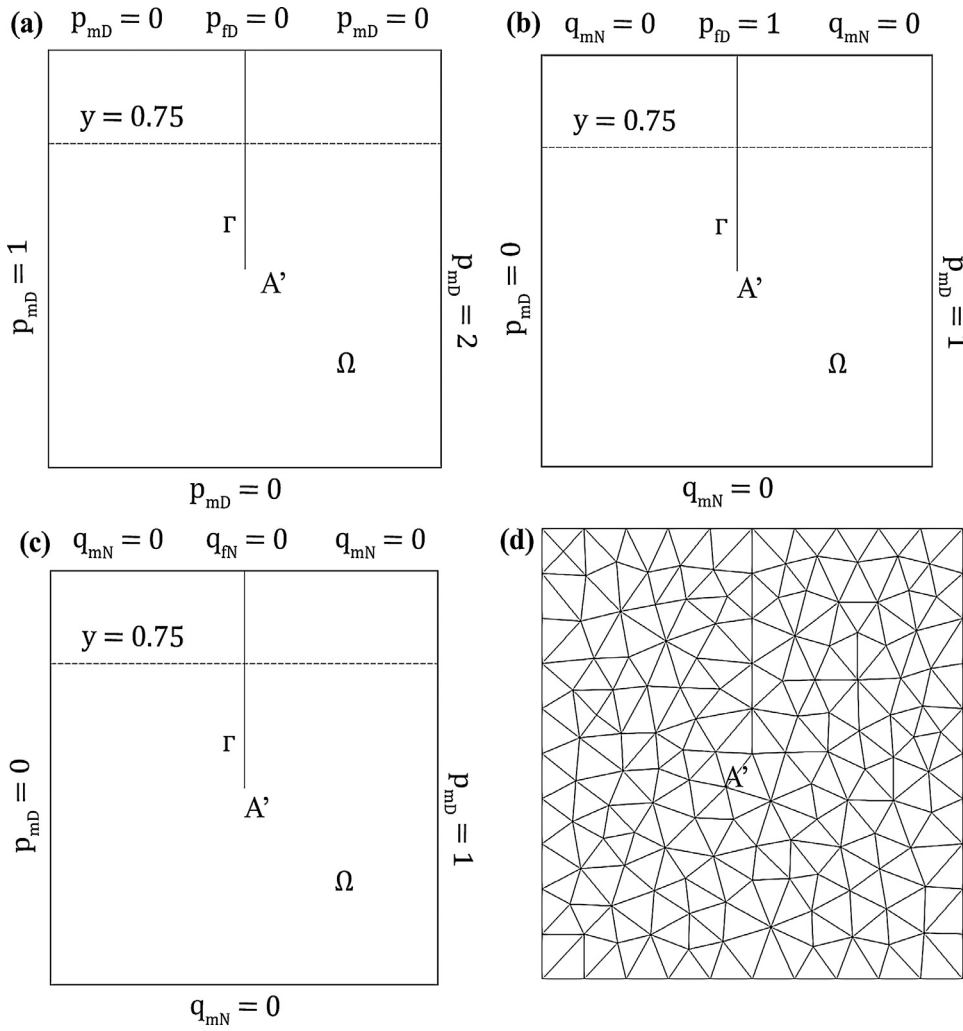 (a) p_mD = 0 p_fD = 0 p_mD = 0
y = 0.75
Γ
A’
p_mD = 1
p_mD = 2
Ω
p_mD = 0
(b) q_mN = 0 p_fD = 1 q_mN = 0
y = 0.75
Γ
A’
p_mD = 0
p_mD = 1
Ω
q_mN = 0
(c) q_mN = 0 q_fN = 0 q_mN = 0
y = 0.75
Γ
A’
p_mD = 0
p_mD = 1
Ω
q_mN = 0
(d)
A’